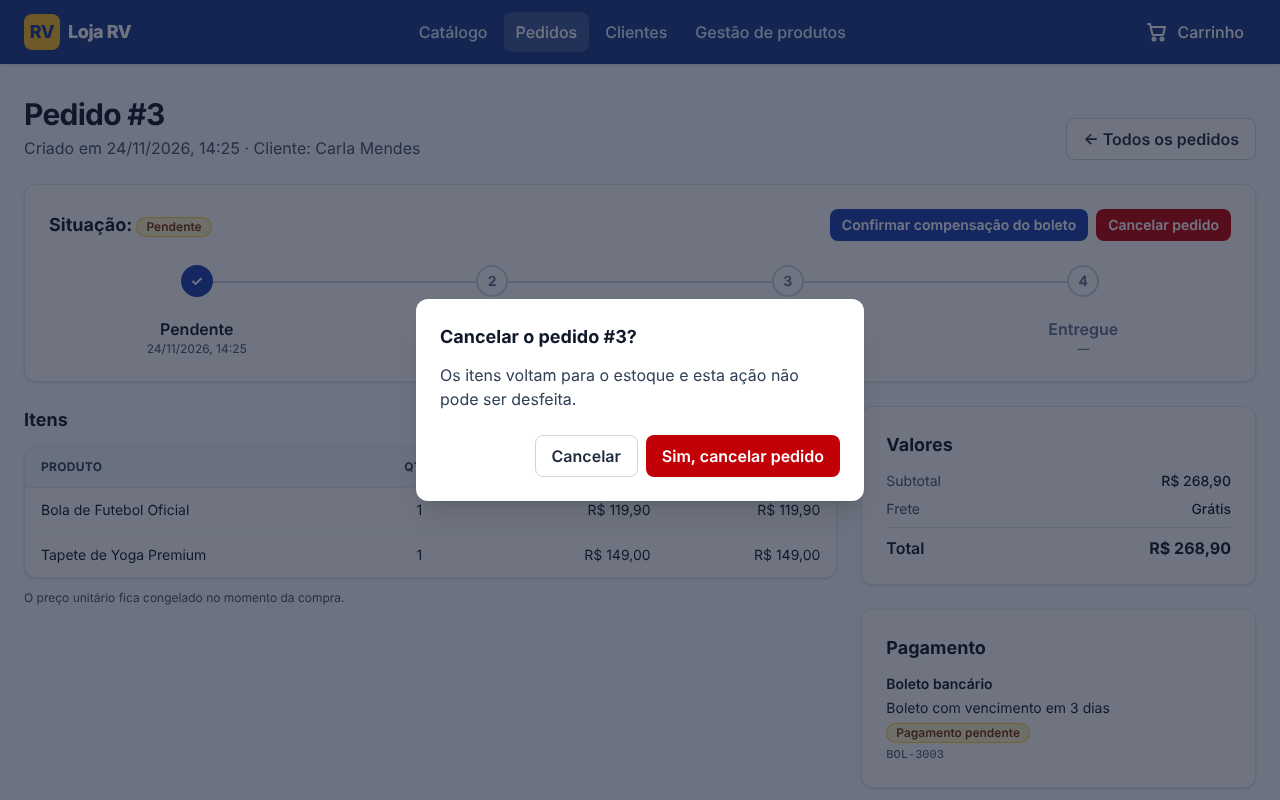 RV Loja RV
Catálogo Pedidos Clientes Gestão de produtos
Carrinho
Pedido #3
Criado em 24/11/2026, 14:25 · Cliente: Carla Mendes
← Todos os pedidos
Situação: Pendente
Confirmar compensação do boleto Cancelar pedido
2 3 4
Pendente
24/11/2026, 14:25
Entregue
—
Cancelar o pedido #3?
Os itens voltam para o estoque e esta ação não
pode ser desfeita.
Cancelar Sim, cancelar pedido
Itens
PRODUTO
Bola de Futebol Oficial 1 R$ 119,90 R$ 119,90
Tapete de Yoga Premium 1 R$ 149,00 R$ 149,00
O preço unitário fica congelado no momento da compra.
Valores
Subtotal R$ 268,90
Frete Grátis
Total R$ 268,90
Pagamento
Boleto bancário
Boleto com vencimento em 3 dias
Pagamento pendente
BOL-3003